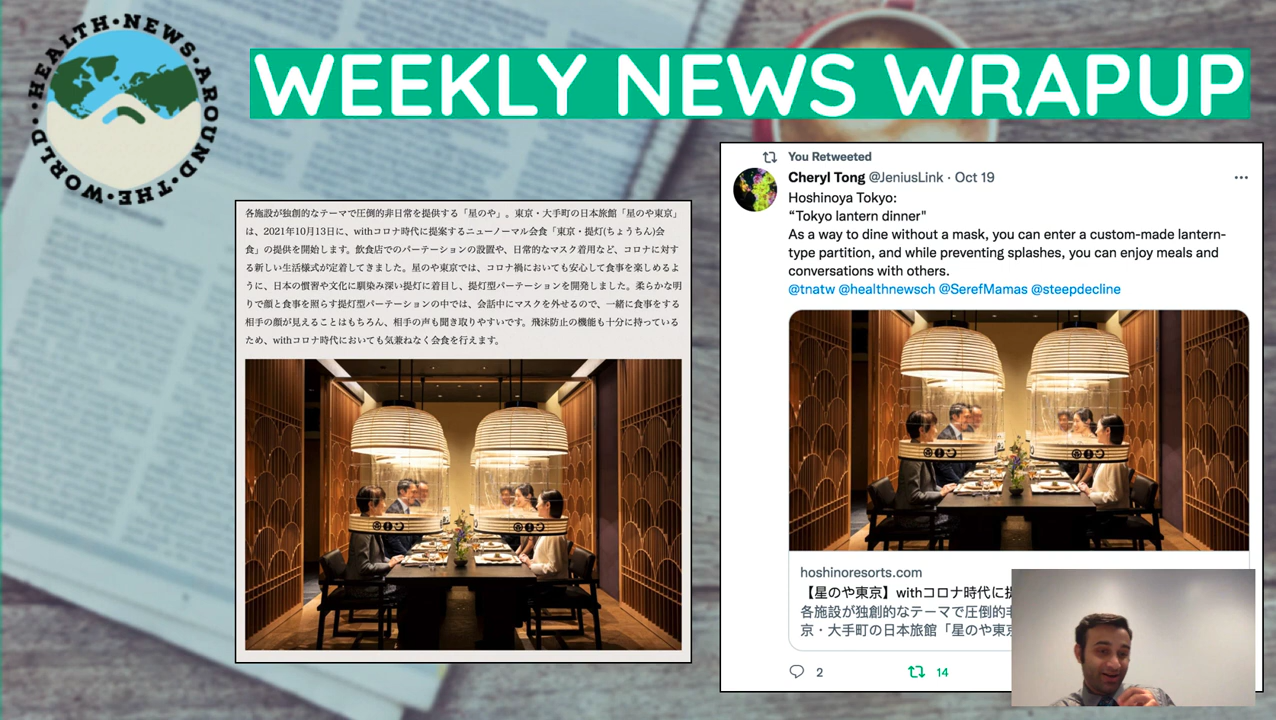 HEALTH·NEWS·AROUND·THE·WORLD·
WEEKLY NEWS WRAPUP
各施設が独創的なテーマで圧倒的非日常を提供する「星のや」。東京・大手町の日本旅館「星のや東京」
は、2021年10月13日に、withコロナ時代に提案するニューノーマル会食「東京・提灯(ちょうちん)会
食」の提供を開始します。飲食店でのパーテーションの設置や、日常的なマスク着用など、コロナに対す
る新しい生活様式が定着してきました。星のや東京では、コロナ禍においても安心して食事を楽しめるよ
うに、日本の慣習や文化に馴染み深い提灯に着目し、提灯型パーテーションを開発しました。柔らかな明
りで顔と食事を照らす提灯型パーテーションの中では、会話中にマスクを外せるので、一緒に食事をする
相手の顔が見えることはもちろん、相手の声も聞き取りやすいです。飛沫防止の機能も十分に持っている
ため、withコロナ時代においても気兼ねなく会食を行えます。
You Retweeted
Cheryl Tong @JeniusLink · Oct 19
Hoshinoya Tokyo:
“Tokyo lantern dinner"
As a way to dine without a mask, you can enter a custom-made lantern-
type partition, and while preventing splashes, you can enjoy meals and
conversations with others.
@tnatw @healthnewsch @SerefMamas @steepdecline
hoshinoresorts.com
【星のや東京】withコロナ時代に提
各施設が独創的なテーマで圧倒的非
京・大手町の日本旅館「星のや東京
2 14